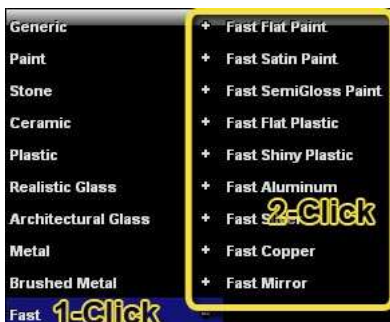 Generic +
Paint +
Stone +
Ceramic +
Plastic +
Realistic Glass +
Architectural Glass +
Metal +
Brushed Metal +
Fast
1-Click
Fast Flat Paint
Fast Satin Paint
Fast SemiGloss Paint
Fast Flat Plastic
Fast Shiny Plastic
Fast Aluminum
Fast
2-Click
Fast Copper
Fast Mirror